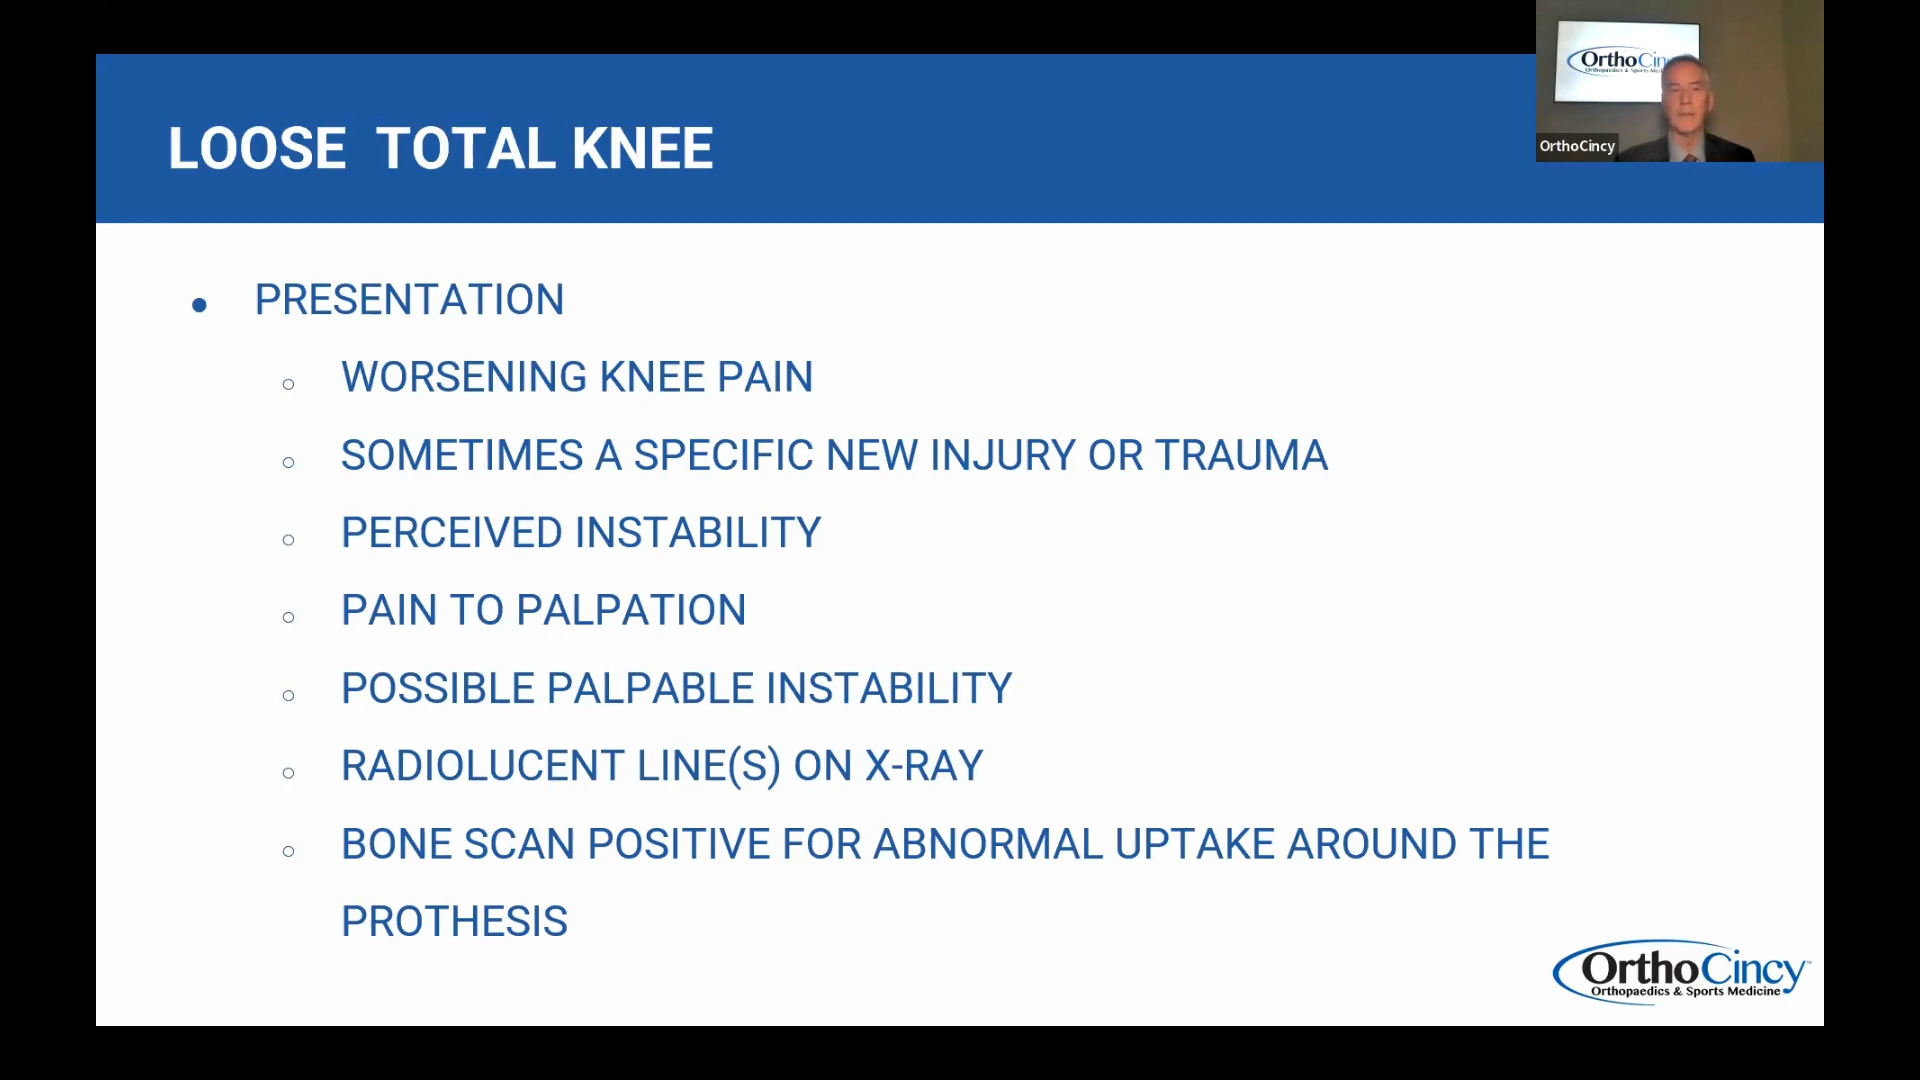 OrthoCincy
LOOSE TOTAL KNEE
OrthoCincy
● PRESENTATION
○ WORSENING KNEE PAIN
○ SOMETIMES A SPECIFIC NEW INJURY OR TRAUMA
○ PERCEIVED INSTABILITY
○ PAIN TO PALPATION
○ POSSIBLE PALPABLE INSTABILITY
○ RADIOLUCENT LINE(S) ON X-RAY
○ BONE SCAN POSITIVE FOR ABNORMAL UPTAKE AROUND THE
PROTHESIS
OrthoCincy™
Orthopaedics & Sports Medicine